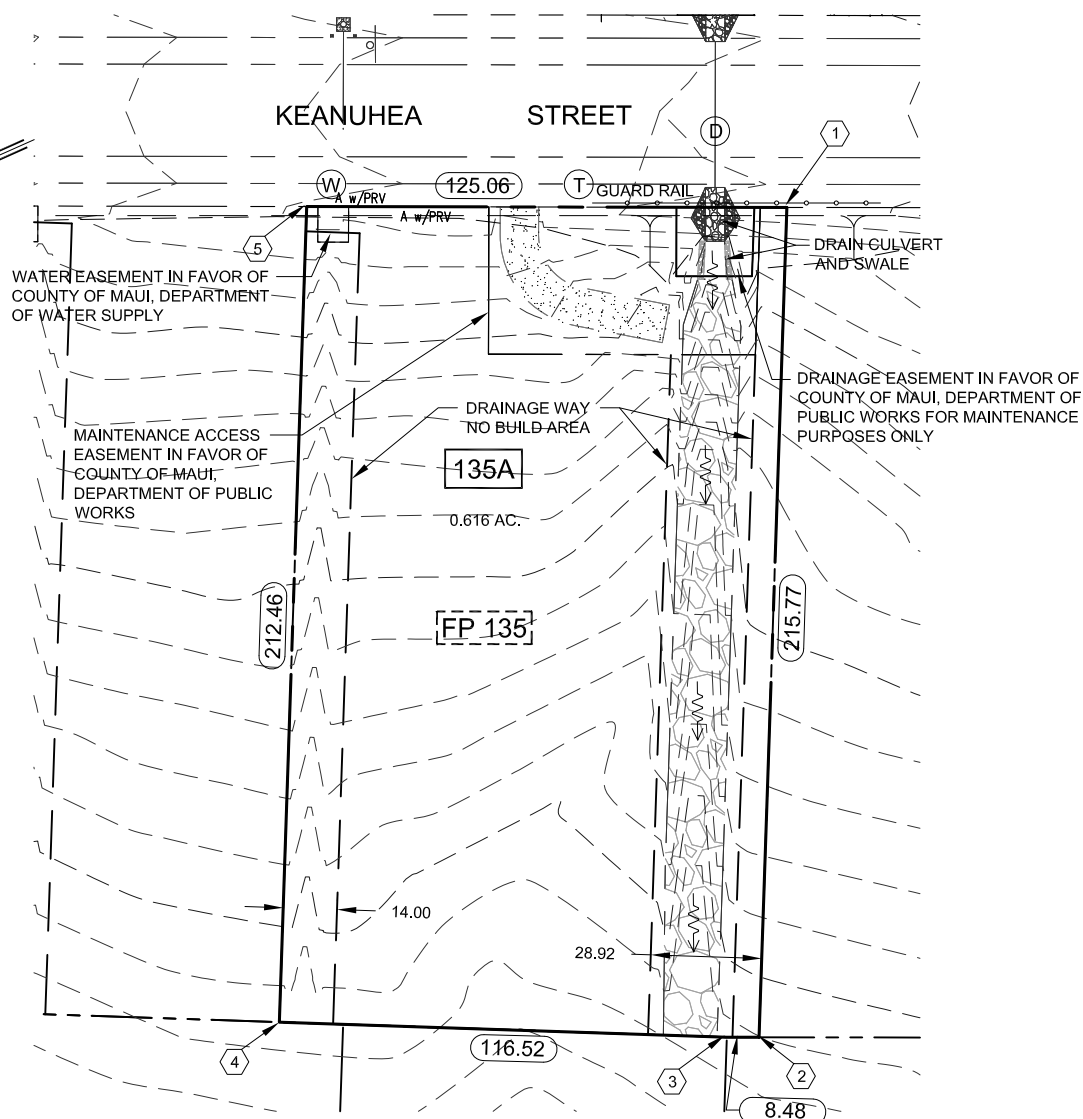 KEANUHEA STREET
D
1
W
125.06
T
GUARD RAIL
A w/PRV
A w/PRV
5
DRAIN CULVERT
AND SWALE
WATER EASEMENT IN FAVOR OF
COUNTY OF MAUI, DEPARTMENT
OF WATER SUPPLY
DRAINAGE EASEMENT IN FAVOR OF
COUNTY OF MAUI, DEPARTMENT OF
PUBLIC WORKS FOR MAINTENANCE
PURPOSES ONLY
DRAINAGE WAY
NO BUILD AREA
MAINTENANCE ACCESS
EASEMENT IN FAVOR OF
COUNTY OF MAUI,
DEPARTMENT OF PUBLIC
WORKS
135A
0.616 AC.
212.46
FP 135
215.77
14.00
28.92
4
116.52
3
2
8.48